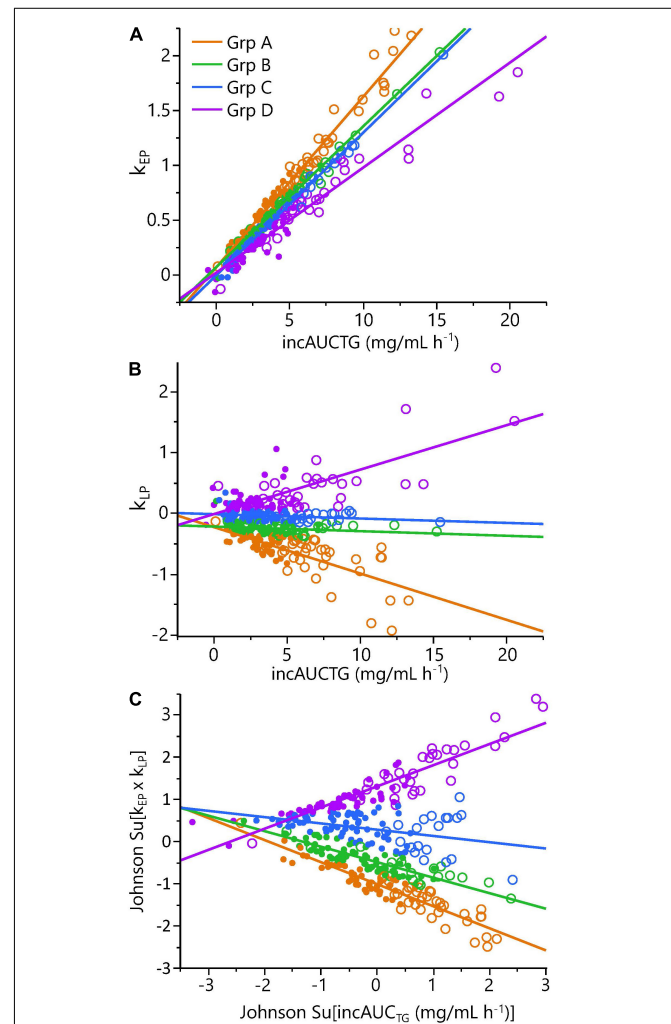 A
Grp A
Grp B
Grp C
Grp D
2
1.5
1
0.5
0
kEP
0 5 10 15 20
incAUCTG (mg/mL h-1)
B
2
1
0
-1
-2
kLP
0 5 10 15 20
incAUCTG (mg/mL h-1)
C
3
2
1
0
-1
-2
-3
Johnson Su[kEP x kLP]
-3 -2 -1 0 1 2 3
Johnson Su[incAUCTG (mg/mL h-1)]